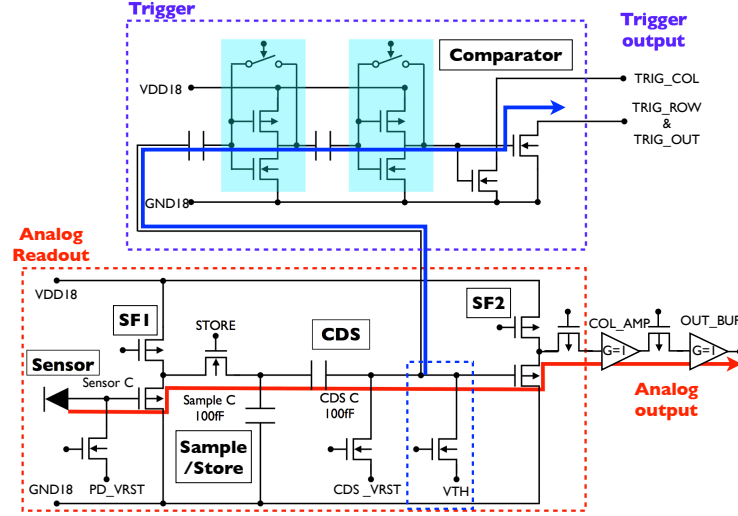 Trigger
Trigger
output
Comparator
TRIG_COL
VDD18
TRIG_ROW
&
TRIG_OUT
GND18
Analog
Readout
VDD18
SF1
SF2
STORE
CDS
COL_AMP
OUT_BUF
G=1
G=1
Sensor
Sensor C
Sample C
100fF
CDS C
100fF
Analog
output
Sample
/Store
GND18
PD_VRST
CDS _VRST
VTH